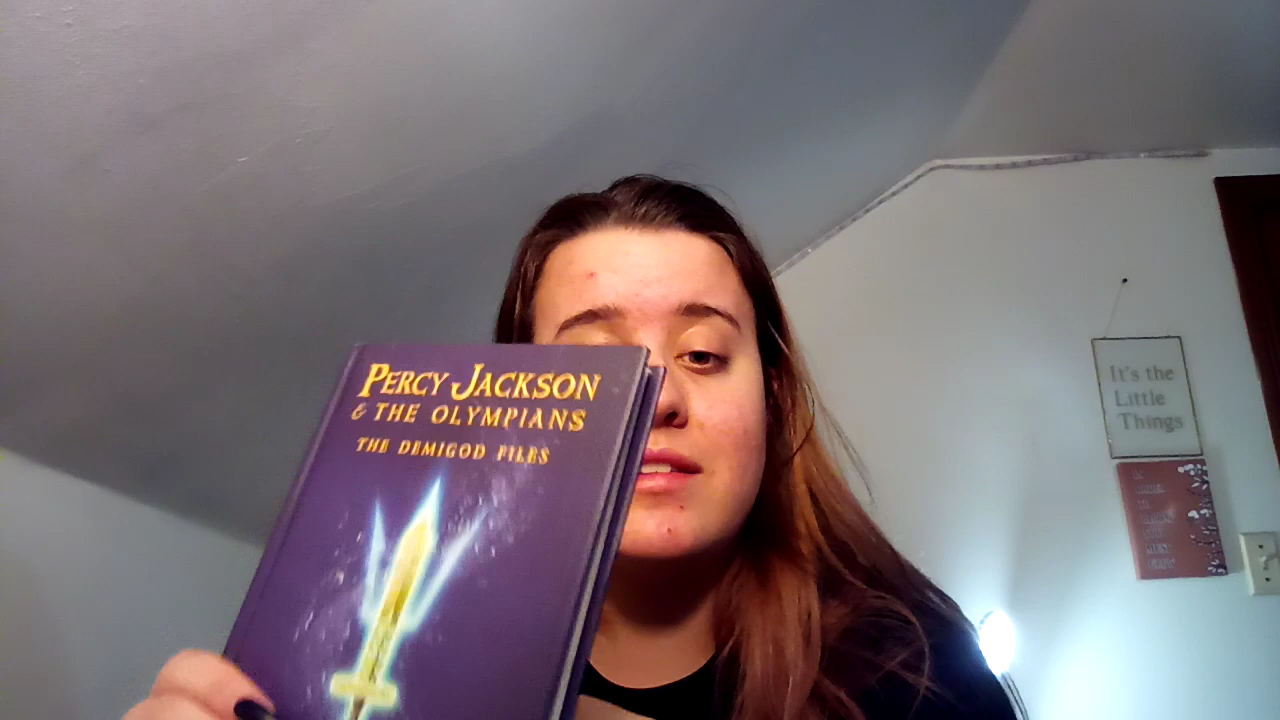 PERCY JACKSON
& THE OLYMPIANS
THE DEMIGOD FILES
It's the
Little
Things